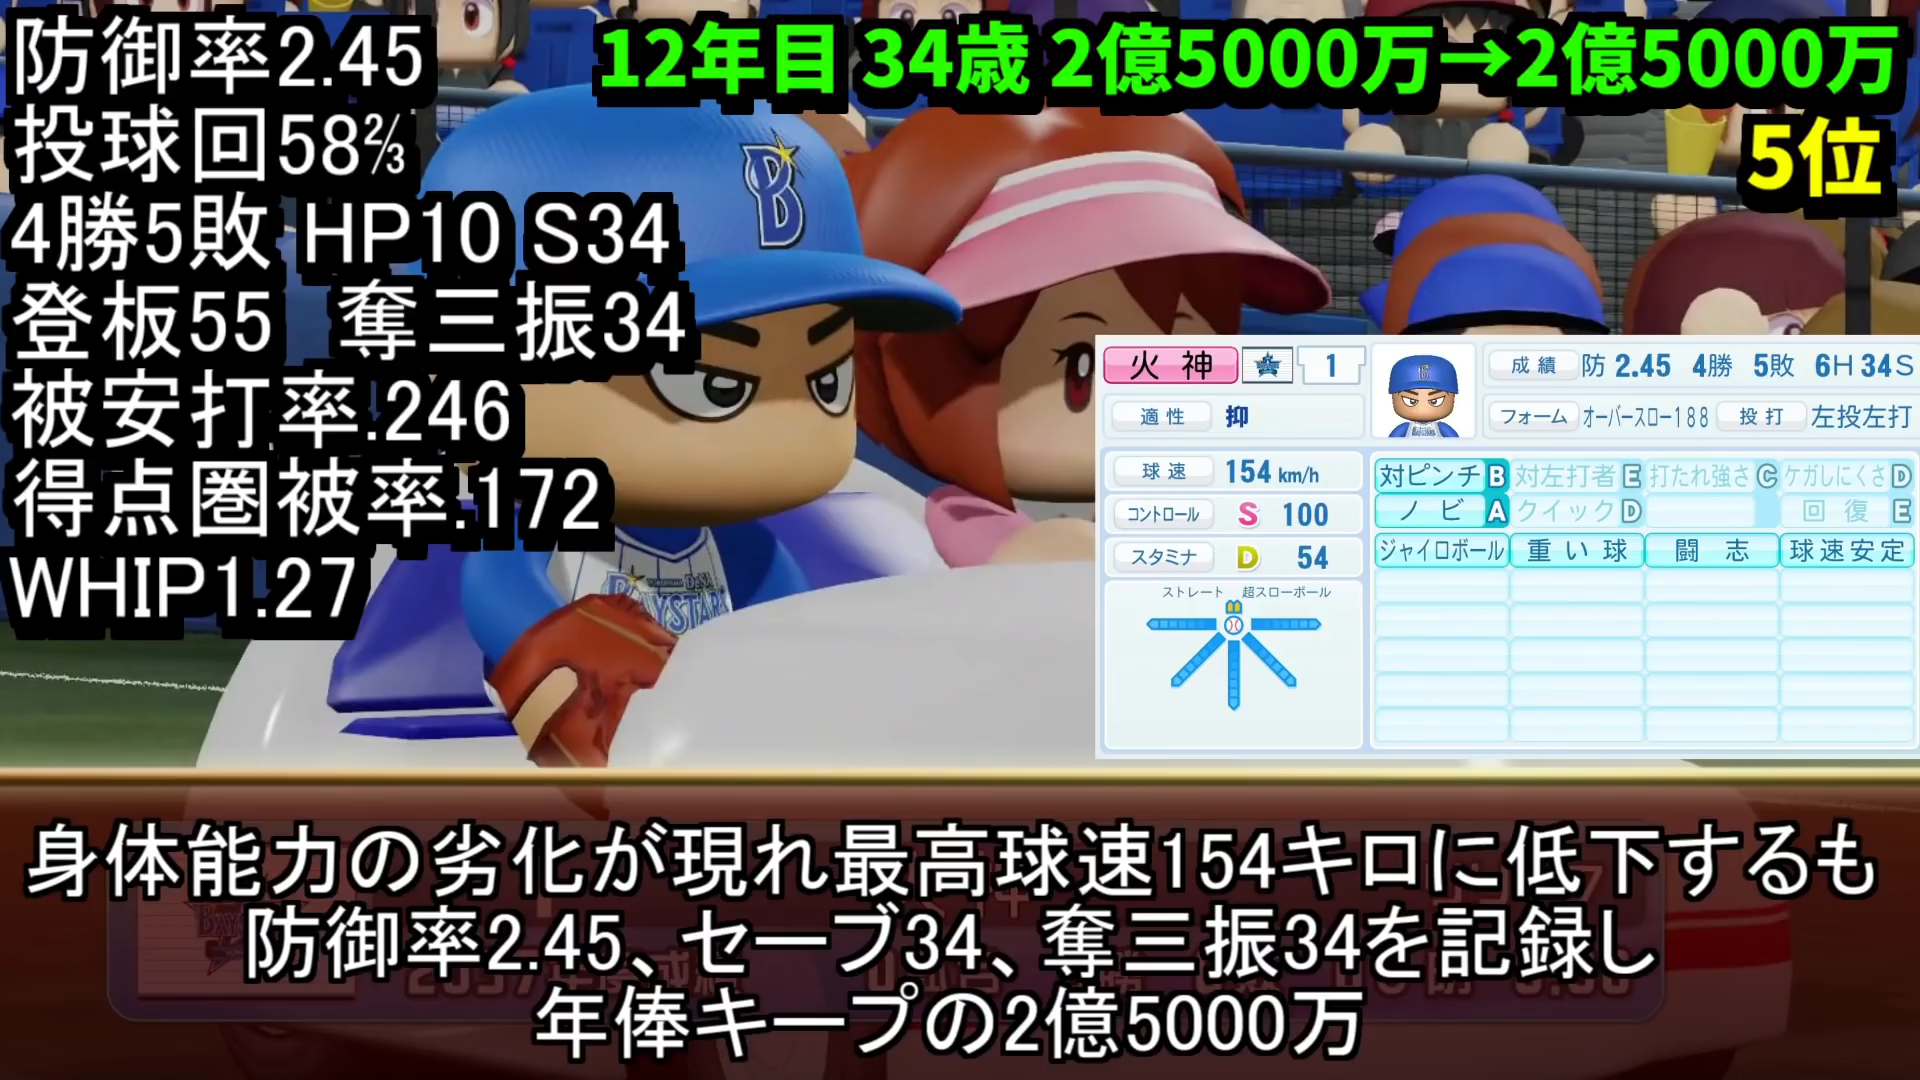 防御率2.45
投球回58⅔
4勝5敗 HP10 S34
登板55 奪三振34
被安打率.246
得点圏被率.172
WHIP1.27
12年目 34歳 2億5000万→2億5000万
5位
火神 1
適性 抑
成績 防 2.45 4勝 5敗 6H 34S
フォーム オーバースロー188 投打 左投左打
球速 154 km/h
コントロール S 100
スタミナ D 54
ストレート 超スローボール
対ピンチ B 対左打者 E 打たれ強さ C ケガしにくさ D
ノビ A クイック D 回復 E
ジャイロボール 重い球 闘志 球速安定
身体能力の劣化が現れ最高球速154キロに低下するも
防御率2.45、セーブ34、奪三振34を記録し
年俸キープの2億5000万